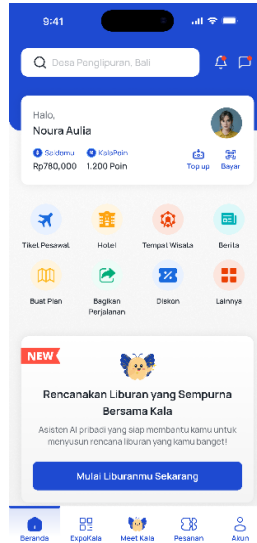 9:41
Desa Penglipuran, Bali
Halo,
Noura Aulia
Saldomu
KalaPoin
Rp780,000
1.200 Poin
Top up
Bayar
Tiket Pesawat
Hotel
Tempat Wisata
Berita
Buat Plan
Bagikan
Perjalanan
Diskon
Lainnya
NEW
Rencanakan Liburan yang Sempurna
Bersama Kala
Asisten AI pribadi yang siap membantu kamu untuk
menyusun rencana liburan yang kamu banget!
Mulai Liburanmu Sekarang
Beranda
ExpoKala
Meet Kala
Pesanan
Akun